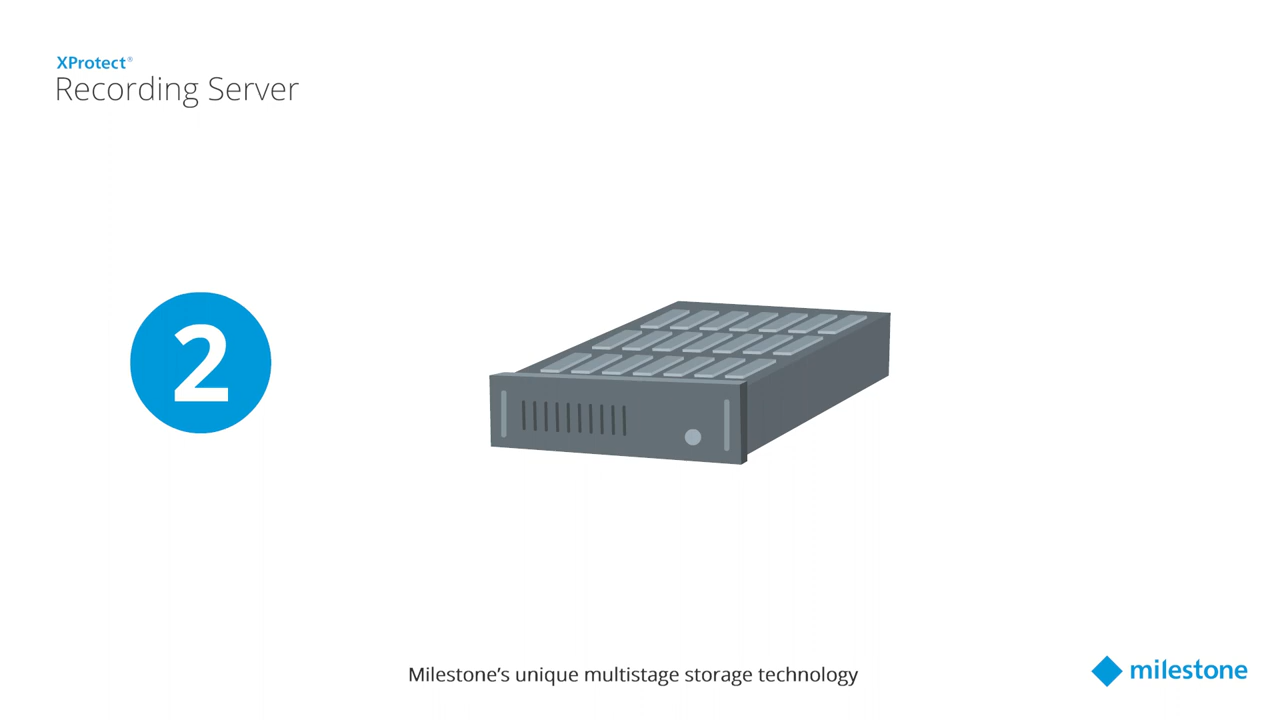 XProtect®
Recording Server
2
Milestone's unique multistage storage technology
milestone